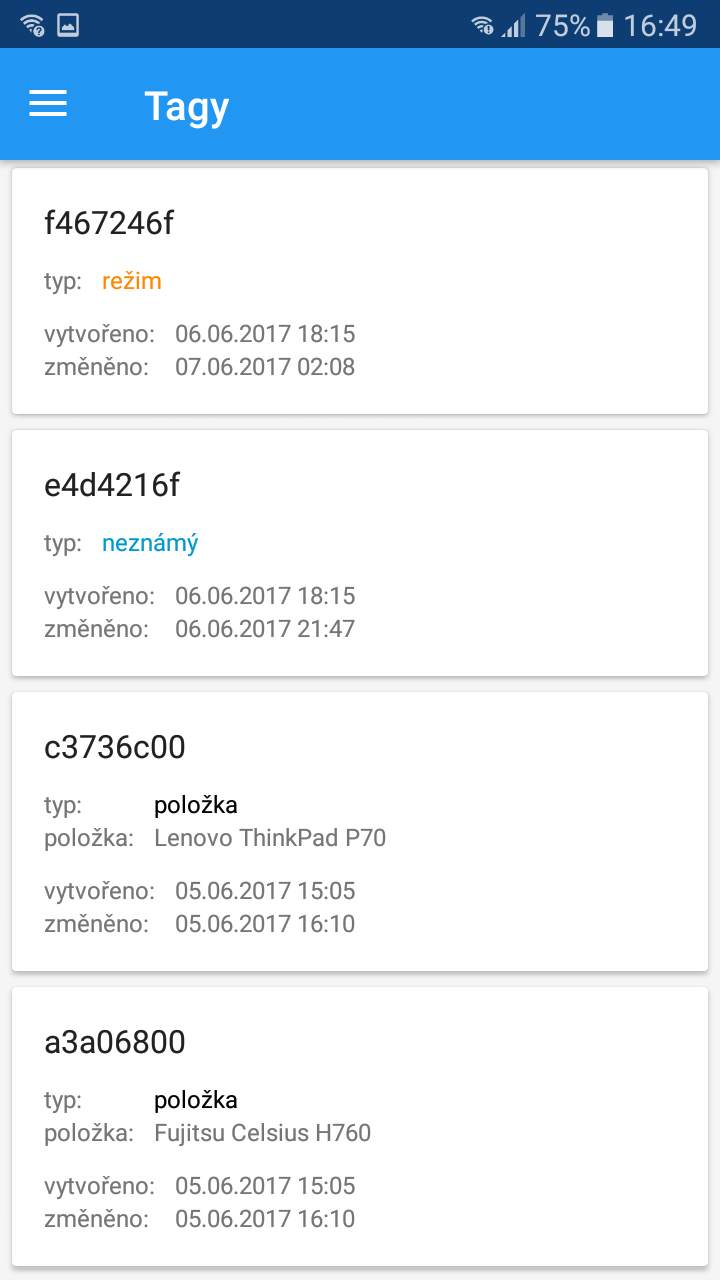 75% 16:49
Tagy
f467246f
typ: režim
vytvořeno: 06.06.2017 18:15
změněno: 07.06.2017 02:08
e4d4216f
typ: neznámý
vytvořeno: 06.06.2017 18:15
změněno: 06.06.2017 21:47
c3736c00
typ: položka
položka: Lenovo ThinkPad P70
vytvořeno: 05.06.2017 15:05
změněno: 05.06.2017 16:10
a3a06800
typ: položka
položka: Fujitsu Celsius H760
vytvořeno: 05.06.2017 15:05
změněno: 05.06.2017 16:10